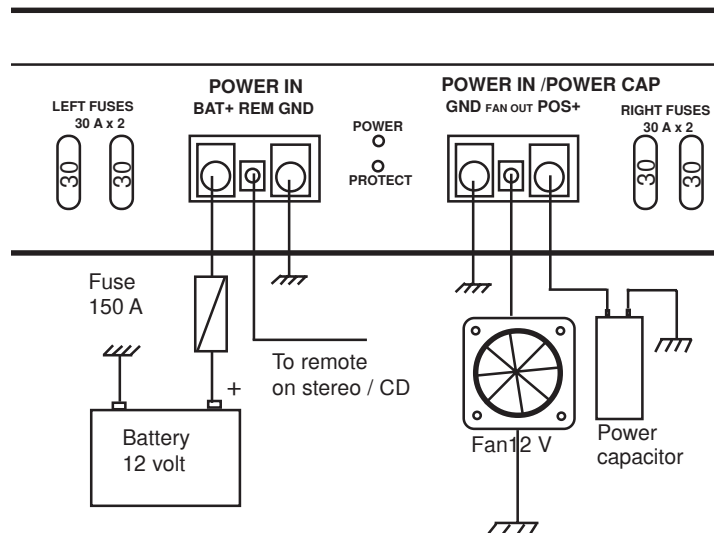 POWER IN
BAT+ REM GND
LEFT FUSES
30 A x 2
30
30
POWER
PROTECT
POWER IN /POWER CAP
GND FAN OUT POS+
RIGHT FUSES
30 A x 2
30
30
Fuse
150 A
To remote
on stereo / CD
+
Battery
12 volt
Fan12 V
Power
capacitor